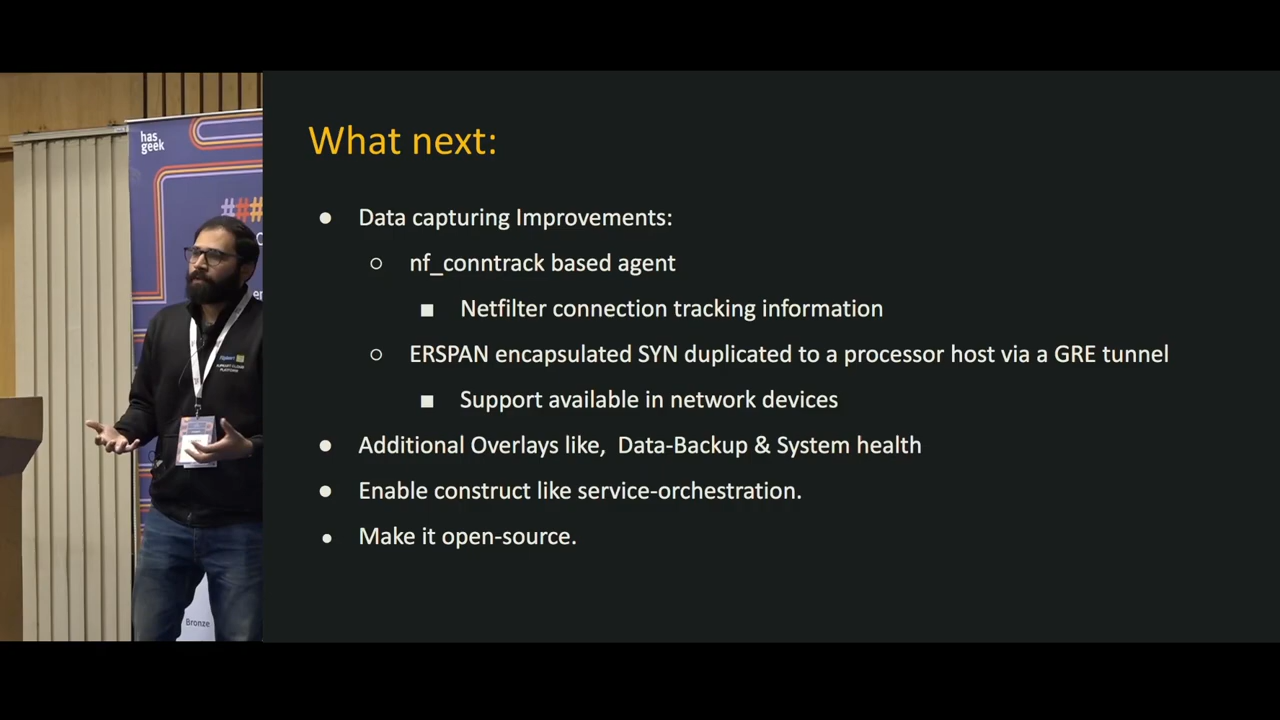 has
geek
###
What next:
● Data capturing Improvements:
○ nf_conntrack based agent
■ Netfilter connection tracking information
○ ERSPAN encapsulated SYN duplicated to a processor host via a GRE tunnel
■ Support available in network devices
● Additional Overlays like, Data-Backup & System health
● Enable construct like service-orchestration.
● Make it open-source.
Bronze